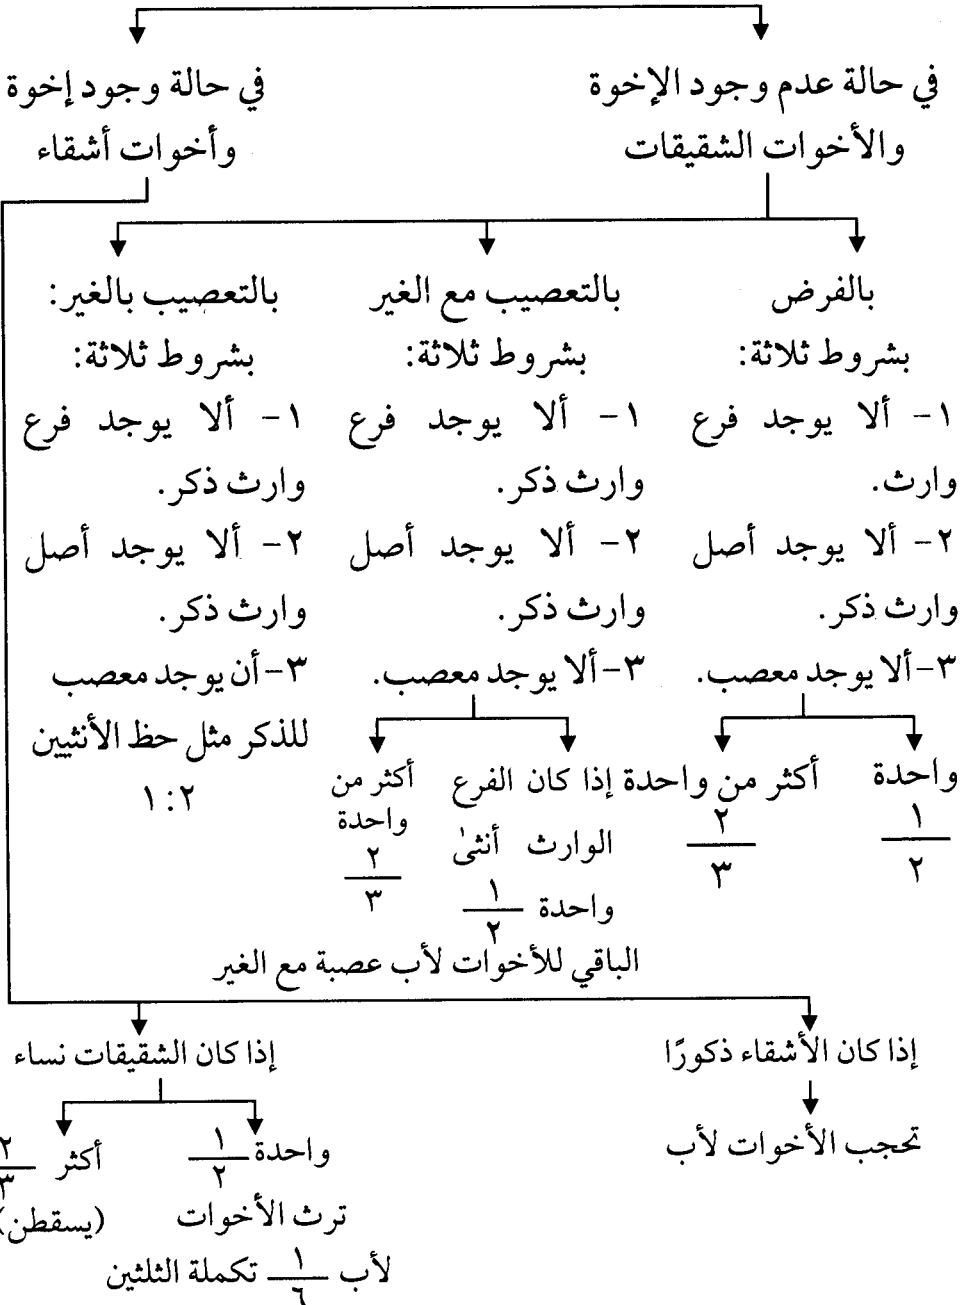 في حالة عدم وجود الإخوة
والأخوات الشقيقات
في حالة وجود إخوة
وأخوات أشقاء
بالفرض
بشروط ثلاثة:
١- ألا يوجد فرع
وارث.
٢- ألا يوجد أصل
وارث ذكر.
٣-ألا يوجد معصب.
واحدة
١
٢
أكثر من واحدة
٢
٣
بالتعصيب مع الغير
بشروط ثلاثة:
١- ألا يوجد فرع
وارث ذكر.
٢- ألا يوجد أصل
وارث ذكر.
٣-ألا يوجد معصب.
إذا كان الفرع
الوارث أنثىٰ
واحدة ١/٢
أكثر من
واحدة
٢
٣
الباقي للأخوات لأب عصبة مع الغير
بالتعصيب بالغير:
بشروط ثلاثة:
١- ألا يوجد فرع
وارث ذكر.
٢- ألا يوجد أصل
وارث ذكر.
٣-أن يوجد معصب
للذكر مثل حظ الأنثيين
١:٢
إذا كان الأشقاء ذكورًا
تحجب الأخوات لأب
إذا كان الشقيقات نساء
واحدة ١/٢
ترث الأخوات
لأب ١/٦ تكملة الثلثين
أكثر ٢/٣
(يسقطن)